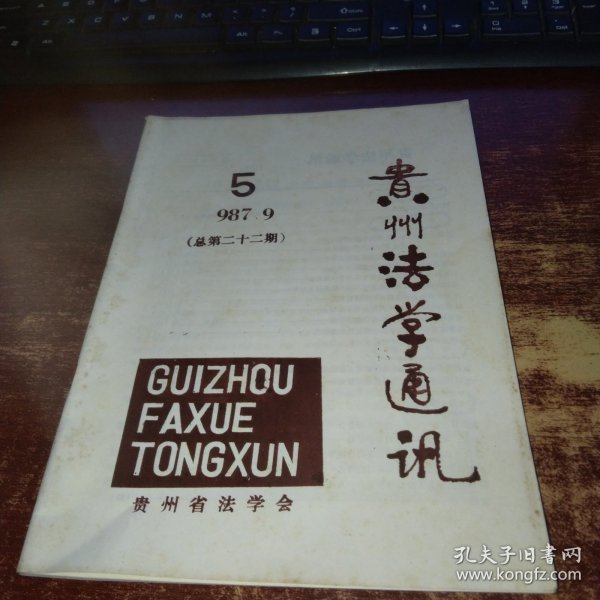 5
987.9
(总第二十二期)
貴州法学通讯
GUIZHOU
FAXUE
TONGXUN
贵州省法学会
孔夫子旧书网
www.kongfz.com